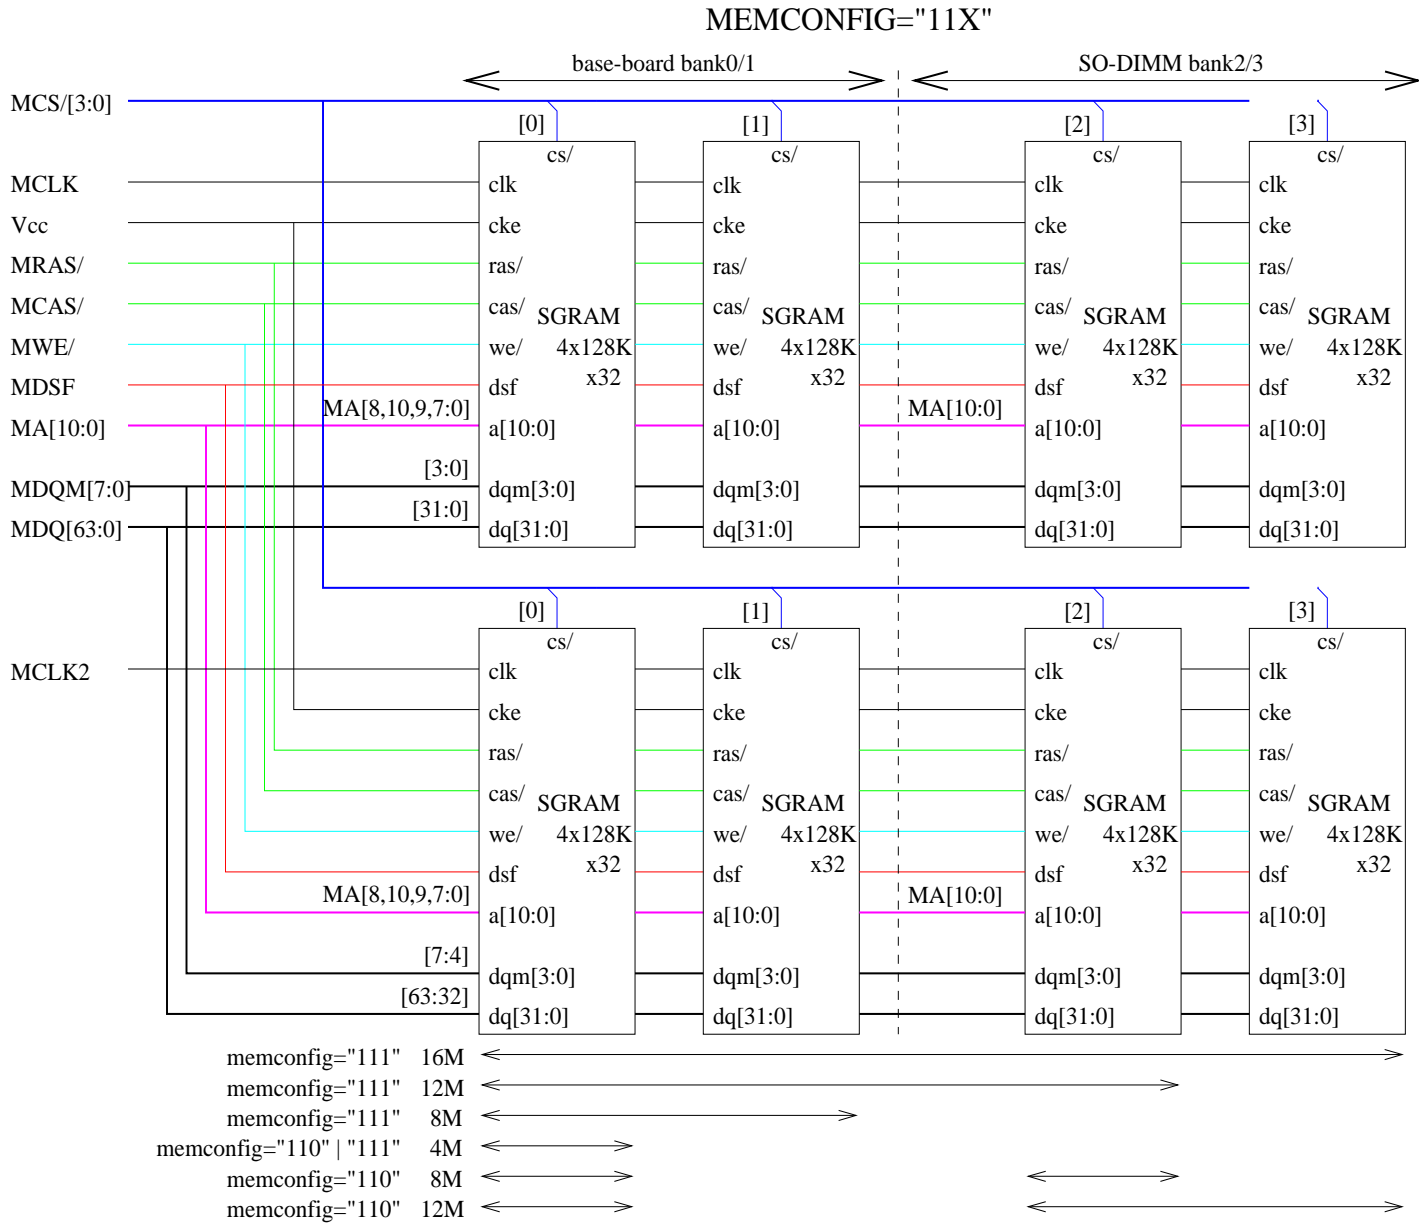 MEMCONFIG="11X"
base-board bank0/1 SO-DIMM bank2/3
MCS/[3:0]
[0] [1] [2] [3]
cs/ cs/ cs/ cs/
MCLK clk clk clk clk
Vcc cke cke cke cke
MRAS/ ras/ ras/ ras/ ras/
MCAS/ cas/ cas/ cas/ cas/
SGRAM SGRAM SGRAM SGRAM
MWE/ we/ 4x128K we/ 4x128K we/ 4x128K we/ 4x128K
x32 x32 x32 x32
MDSF dsf dsf dsf dsf
MA[8,10,9,7:0] MA[10:0]
MA[10:0] a[10:0] a[10:0] a[10:0] a[10:0]
[3:0]
MDQM[7:0] dqm[3:0] dqm[3:0] dqm[3:0] dqm[3:0]
[31:0]
MDQ[63:0] dq[31:0] dq[31:0] dq[31:0] dq[31:0]
[0] [1] [2] [3]
cs/ cs/ cs/ cs/
MCLK2 clk clk clk clk
cke cke cke cke
ras/ ras/ ras/ ras/
cas/ cas/ cas/ cas/
SGRAM SGRAM SGRAM SGRAM
we/ 4x128K we/ 4x128K we/ 4x128K we/ 4x128K
x32 x32 x32 x32
dsf dsf dsf dsf
MA[8,10,9,7:0] MA[10:0]
a[10:0] a[10:0] a[10:0] a[10:0]
[7:4]
dqm[3:0] dqm[3:0] dqm[3:0] dqm[3:0]
[63:32]
dq[31:0] dq[31:0] dq[31:0] dq[31:0]
memconfig="111" 16M
memconfig="111" 12M
memconfig="111" 8M
memconfig="110" | "111" 4M
memconfig="110" 8M
memconfig="110" 12M